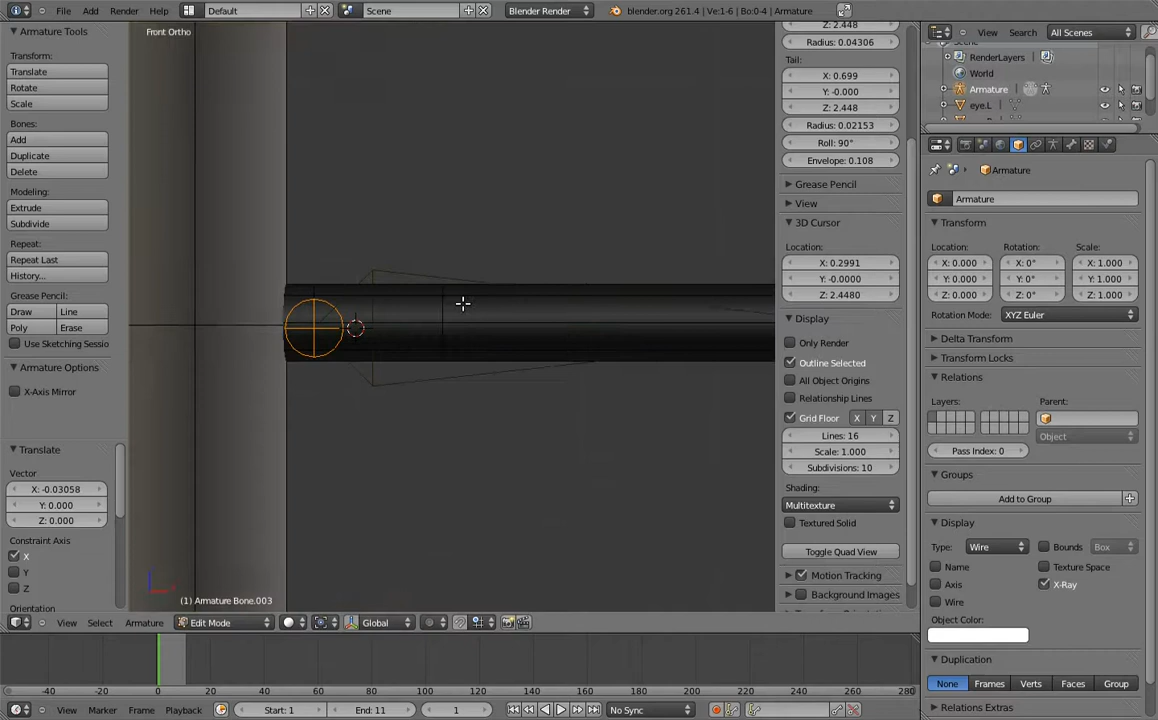 File Add Render Help Default Scene Blender Render blender.org 261.4 | Ve:1-6 | Bo:0-4 | Armature
Armature Tools
Transform:
Translate
Rotate
Scale
Bones:
Add
Duplicate
Delete
Modeling:
Extrude
Subdivide
Repeat:
Repeat Last
History...
Grease Pencil:
Draw Line
Poly Erase
Use Sketching Sessio
Armature Options
X-Axis Mirror
Translate
Vector
X: -0.03058
Y: 0.000
Z: 0.000
Constraint Axis
X
Y
Z
Orientation
Front Ortho
(1) Armature Bone.003
Z: 2.448
Radius: 0.04306
Tail:
X: 0.699
Y: -0.000
Z: 2.448
Radius: 0.02153
Roll: 90°
Envelope: 0.108
Grease Pencil
View
3D Cursor
Location:
X: 0.2991
Y: -0.0000
Z: 2.4480
Display
Only Render
Outline Selected
All Object Origins
Relationship Lines
Grid Floor X Y Z
Lines: 16
Scale: 1.000
Subdivisions: 10
Shading:
Multitexture
Textured Solid
Toggle Quad View
Motion Tracking
Background Images
View Search All Scenes
RenderLayers
World
Armature
eye.L
Armature
Armature
Transform
Location: Rotation: Scale:
X: 0.000 X: 0° X: 1.000
Y: 0.000 Y: 0° Y: 1.000
Z: 0.000 Z: 0° Z: 1.000
Rotation Mode: XYZ Euler
Delta Transform
Transform Locks
Relations
Layers: Parent:
Object
Pass Index: 0
Groups
Add to Group
Display
Type: Wire Bounds Box
Name Texture Space
Axis X-Ray
Wire
Object Color:
Duplication
None Frames Verts Faces Group
Relations Extras
View Select Armature Edit Mode Global
-40 -20 0 20 40 60 80 100 120 140 160 180 200 220 240 260 280
View Marker Frame Playback Start: 1 End: 11 1 No Sync